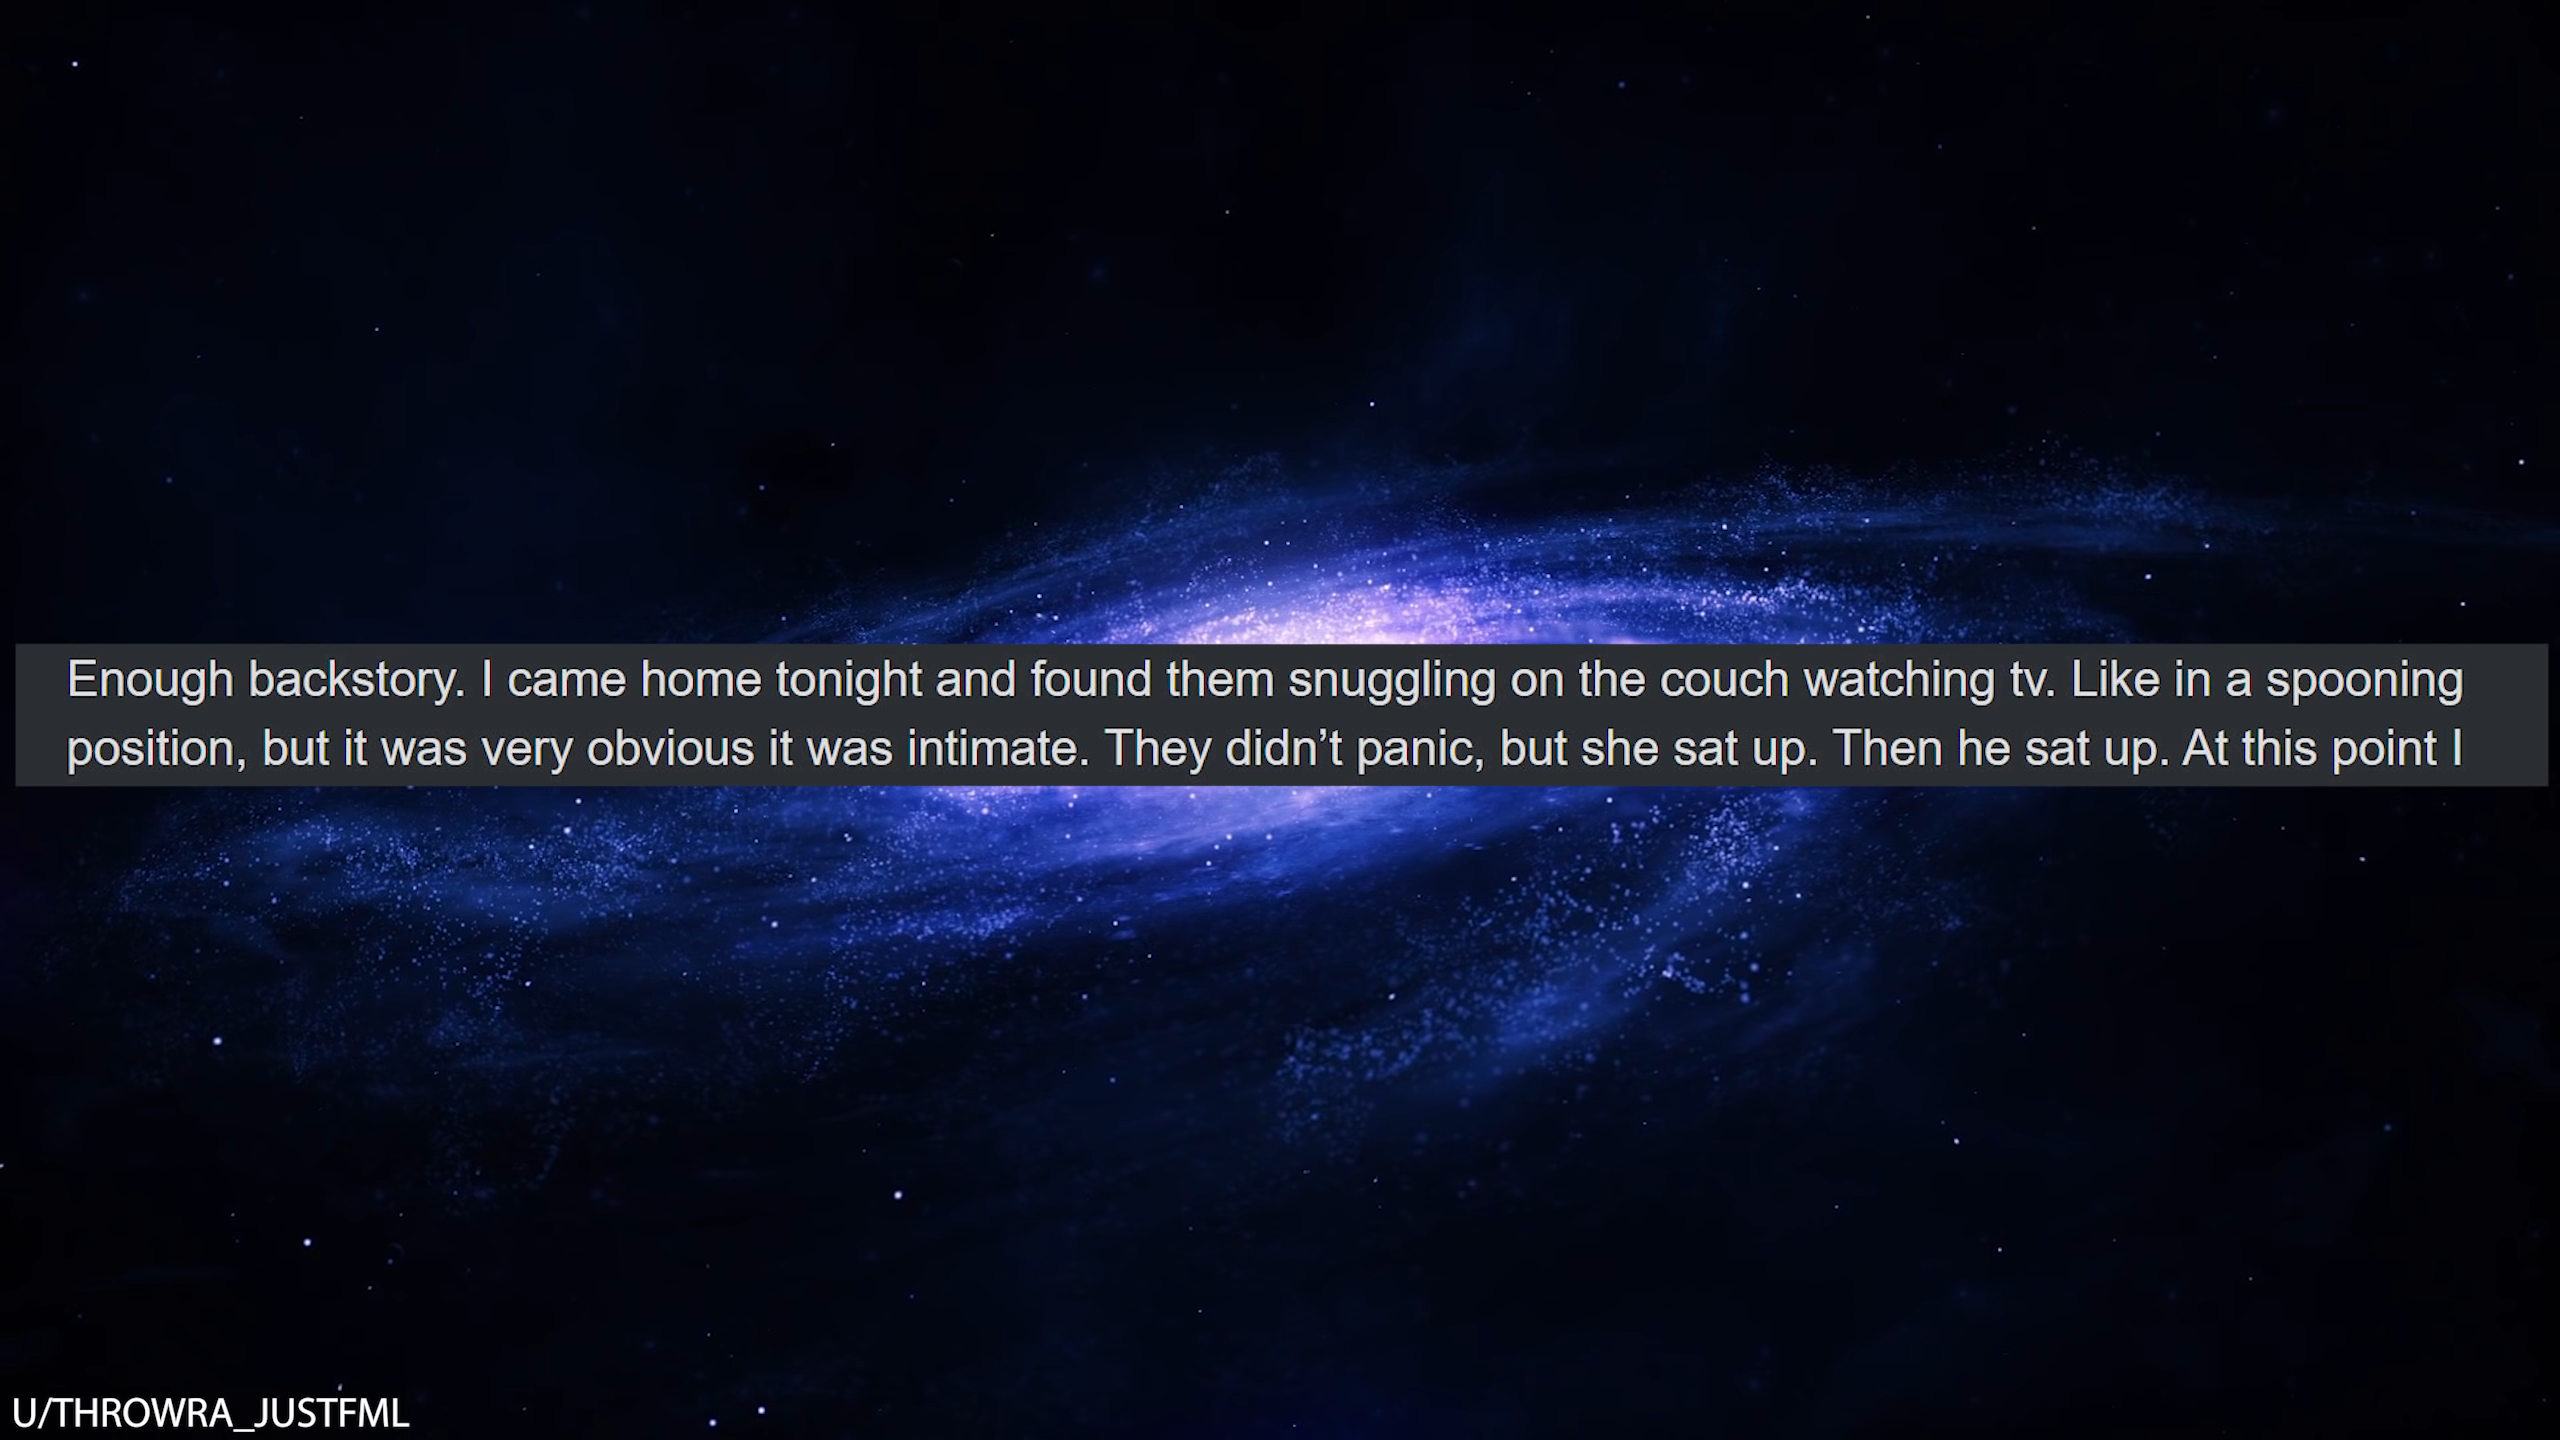 Enough backstory. I came home tonight and found them snuggling on the couch watching tv. Like in a spooning
position, but it was very obvious it was intimate. They didn’t panic, but she sat up. Then he sat up. At this point I
U/THROWRA_JUSTFML